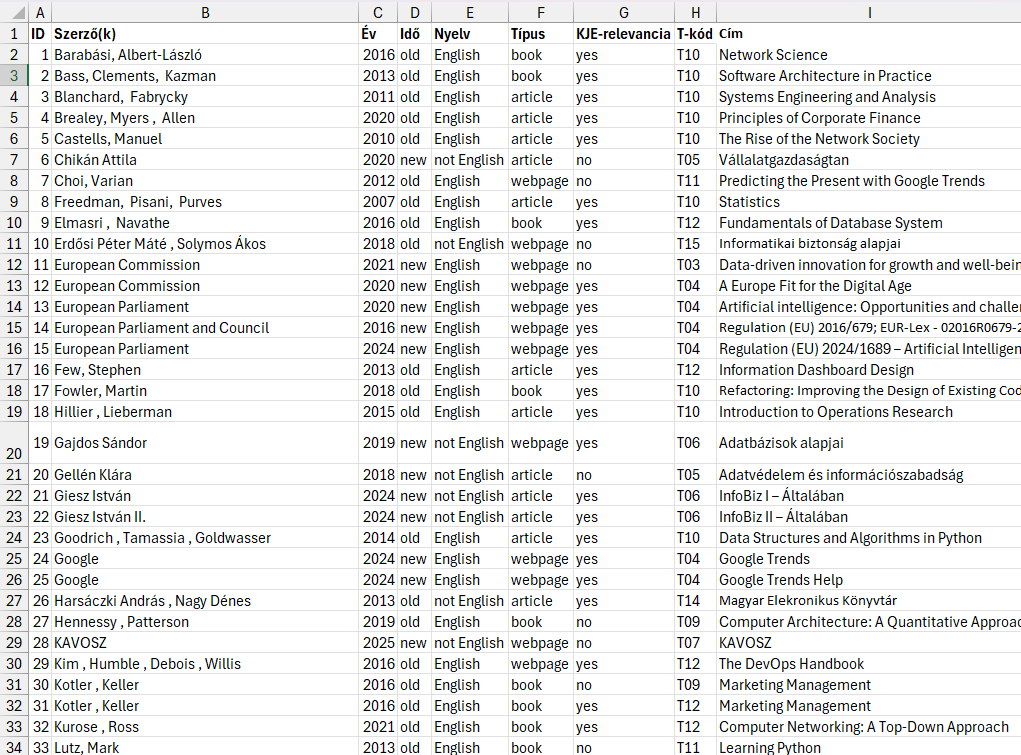 A B C D E F G H I
1 ID Szerző(k) Év Idő Nyelv Típus KJE-relevancia T-kód Cím
2 1 Barabási, Albert-László 2016 old English book yes T10 Network Science
3 2 Bass, Clements, Kazman 2013 old English book yes T10 Software Architecture in Practice
4 3 Blanchard, Fabrycky 2011 old English article yes T10 Systems Engineering and Analysis
5 4 Brealey, Myers , Allen 2020 old English article yes T10 Principles of Corporate Finance
6 5 Castells, Manuel 2010 old English article yes T10 The Rise of the Network Society
7 6 Chikán Attila 2020 new not English article no T05 Vállalatgazdaságtan
8 7 Choi, Varian 2012 old English webpage no T11 Predicting the Present with Google Trends
9 8 Freedman, Pisani, Purves 2007 old English article yes T10 Statistics
10 9 Elmasri , Navathe 2016 old English book yes T12 Fundamentals of Database System
11 10 Erdősi Péter Máté , Solymos Ákos 2018 old not English webpage no T15 Informatikai biztonság alapjai
12 11 European Commission 2021 new English webpage no T03 Data-driven innovation for growth and well-bein
13 12 European Commission 2020 new English webpage yes T04 A Europe Fit for the Digital Age
14 13 European Parliament 2020 new English webpage yes T04 Artificial intelligence: Opportunities and challe
15 14 European Parliament and Council 2016 new English webpage yes T04 Regulation (EU) 2016/679; EUR-Lex - 02016R0679-2
16 15 European Parliament 2024 new English webpage yes T04 Regulation (EU) 2024/1689 – Artificial Intelligen
17 16 Few, Stephen 2013 old English article yes T12 Information Dashboard Design
18 17 Fowler, Martin 2018 old English book yes T10 Refactoring: Improving the Design of Existing Cod
19 18 Hillier , Lieberman 2015 old English article yes T10 Introduction to Operations Research
20 19 Gajdos Sándor 2019 new not English webpage yes T06 Adatbázisok alapjai
21 20 Gellén Klára 2018 new not English article no T05 Adatvédelem és információszabadság
22 21 Giesz István 2024 new not English article yes T06 InfoBiz I – Általában
23 22 Giesz István II. 2024 new not English article yes T06 InfoBiz II – Általában
24 23 Goodrich , Tamassia , Goldwasser 2014 old English article yes T10 Data Structures and Algorithms in Python
25 24 Google 2024 new English webpage yes T04 Google Trends
26 25 Google 2024 new English webpage yes T04 Google Trends Help
27 26 Harsáczki András , Nagy Dénes 2013 old not English article yes T14 Magyar Elekronikus Könyvtár
28 27 Hennessy , Patterson 2019 old English book no T09 Computer Architecture: A Quantitative Approac
29 28 KAVOSZ 2025 new not English webpage no T07 KAVOSZ
30 29 Kim , Humble , Debois , Willis 2016 old English webpage yes T12 The DevOps Handbook
31 30 Kotler , Keller 2016 old English book no T09 Marketing Management
32 31 Kotler , Keller 2016 old English book yes T12 Marketing Management
33 32 Kurose , Ross 2021 old English book yes T12 Computer Networking: A Top-Down Approach
34 33 Lutz, Mark 2013 old English book no T11 Learning Python